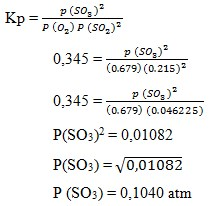 Kp = p (SO₃)² / P (O₂) P (SO₂)²
0,345 = p (SO₃)² / (0.679) (0.215)²
0,345 = p (SO₃)² / (0.679) (0.046225)
P(SO₃)² = 0,01082
P(SO₃) = √0,01082
P (SO₃) = 0,1040 atm